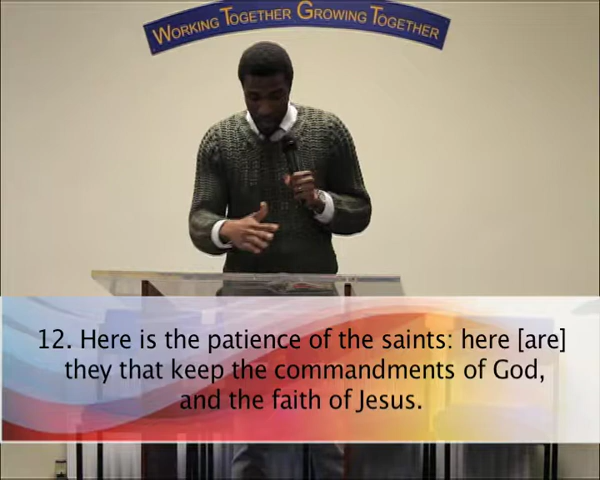 Working Together Growing Together
12. Here is the patience of the saints: here [are]
they that keep the commandments of God,
and the faith of Jesus.